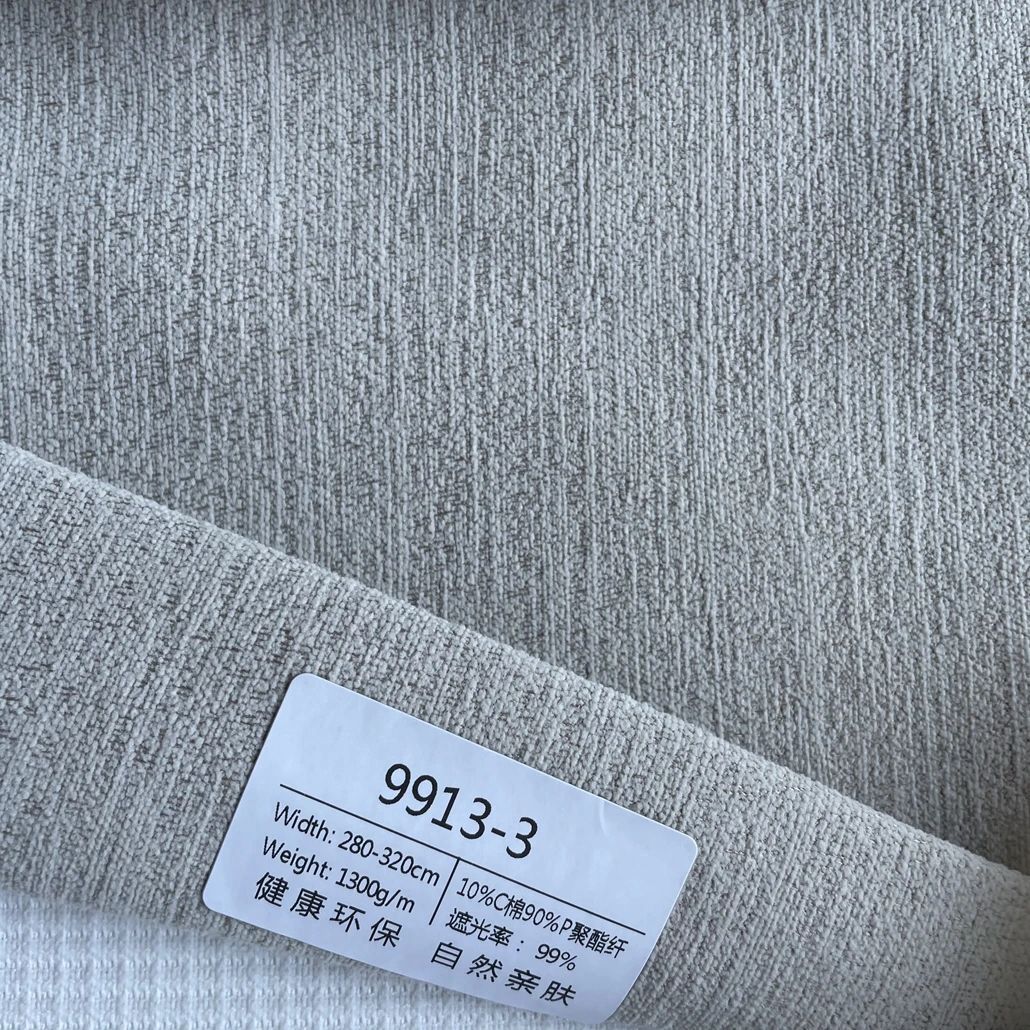 9913-3
Width: 280-320cm
Weight: 1300g/m
10%C棉90%P聚酯纤
遮光率： 99%
健康环保 自然亲肤